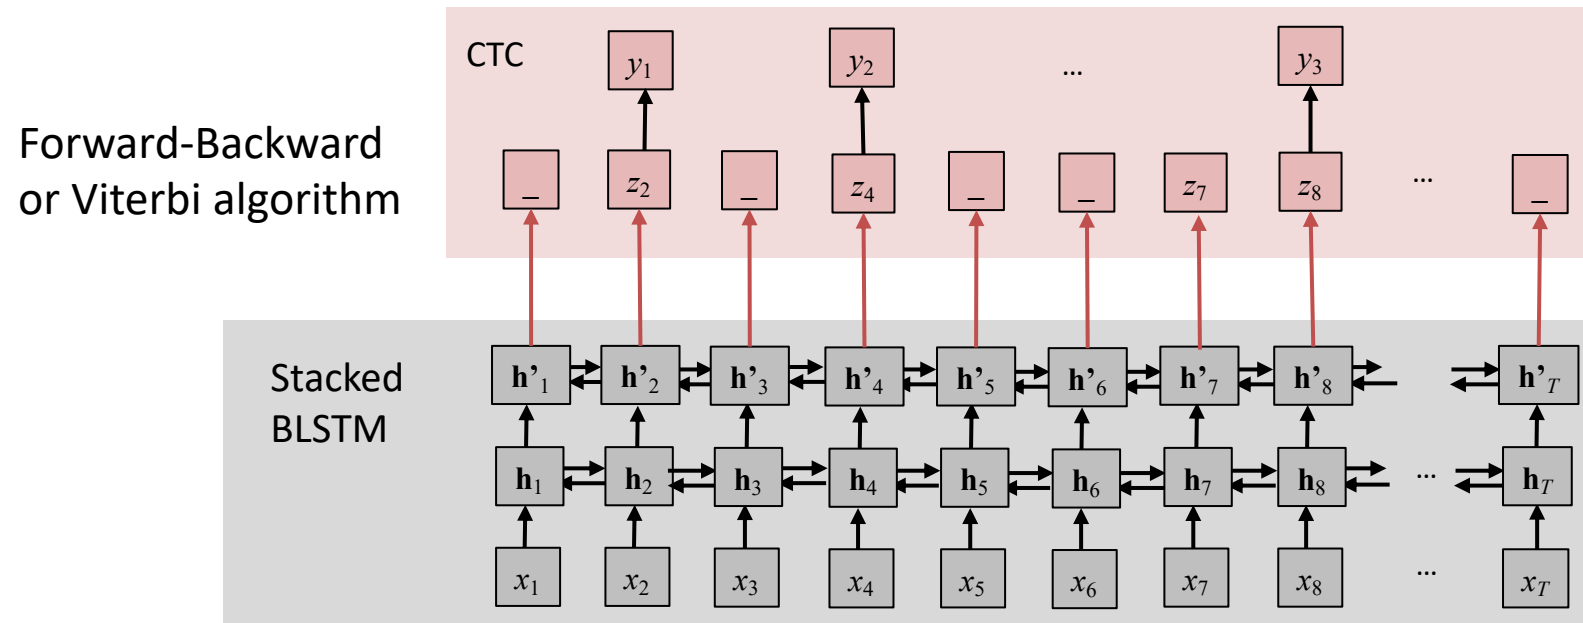 CTC
y1 y2 ... y3
Forward-Backward
or Viterbi algorithm
_ z2 _ z4 _ _ z7 z8 ... _
Stacked
BLSTM
h'1 h'2 h'3 h'4 h'5 h'6 h'7 h'8 h'T
h1 h2 h3 h4 h5 h6 h7 h8 ... hT
x1 x2 x3 x4 x5 x6 x7 x8 ... xT